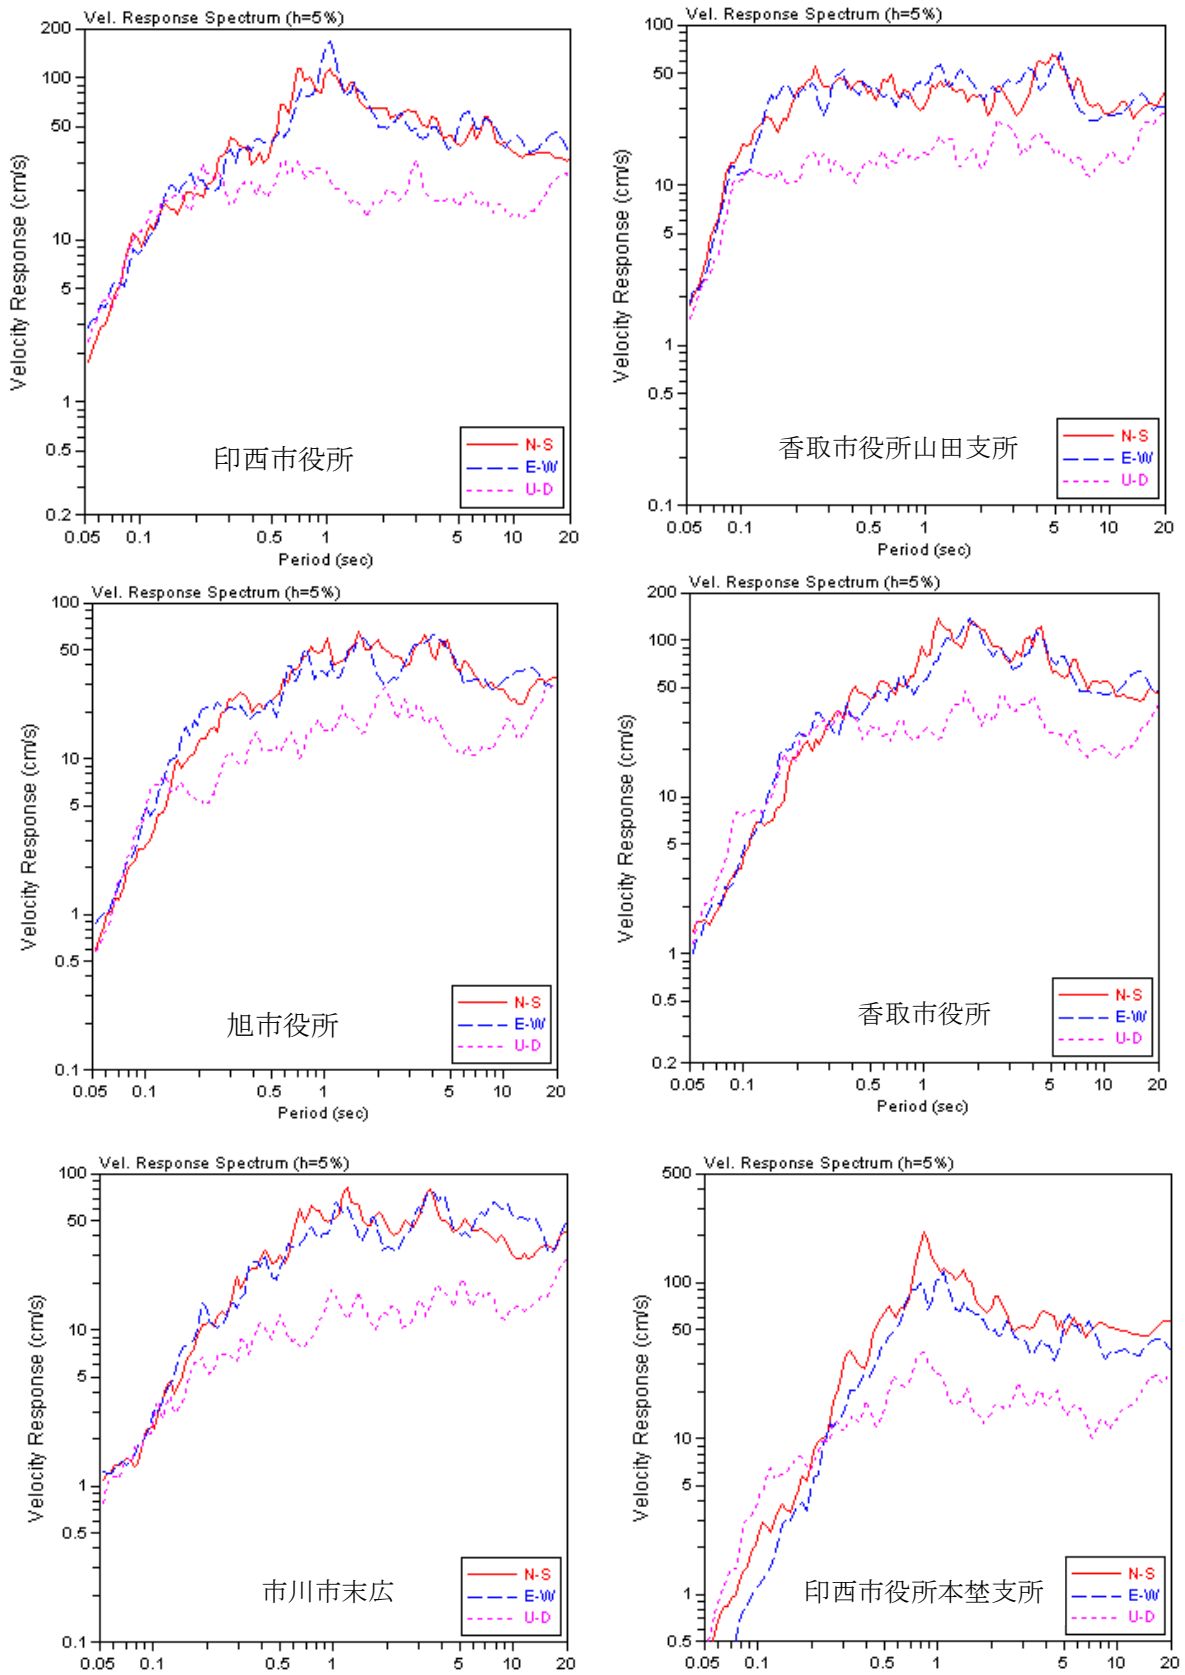 Vel. Response Spectrum (h=5%)
200
100
50
10
5
1
0.5
0.2
Velocity Response (cm/s)
印西市役所
N-S
E-W
U-D
0.05
0.1
0.5
1
5
10
20
Period (sec)
Vel. Response Spectrum (h=5%)
100
50
10
5
1
0.5
0.1
Velocity Response (cm/s)
香取市役所山田支所
N-S
E-W
U-D
0.05
0.1
0.5
1
5
10
20
Period (sec)
Vel. Response Spectrum (h=5%)
100
50
10
5
1
0.5
0.1
Velocity Response (cm/s)
旭市役所
N-S
E-W
U-D
0.05
0.1
0.5
1
5
10
20
Period (sec)
Vel. Response Spectrum (h=5%)
200
100
50
10
5
1
0.5
0.2
Velocity Response (cm/s)
香取市役所
N-S
E-W
U-D
0.05
0.1
0.5
1
5
10
20
Period (sec)
Vel. Response Spectrum (h=5%)
100
50
10
5
1
0.5
0.1
Velocity Response (cm/s)
市川市末広
N-S
E-W
U-D
0.05
0.1
0.5
1
5
10
20
Vel. Response Spectrum (h=5%)
500
100
50
10
5
1
0.5
Velocity Response (cm/s)
印西市役所本埜支所
N-S
E-W
U-D
0.05
0.1
0.5
1
5
10
20